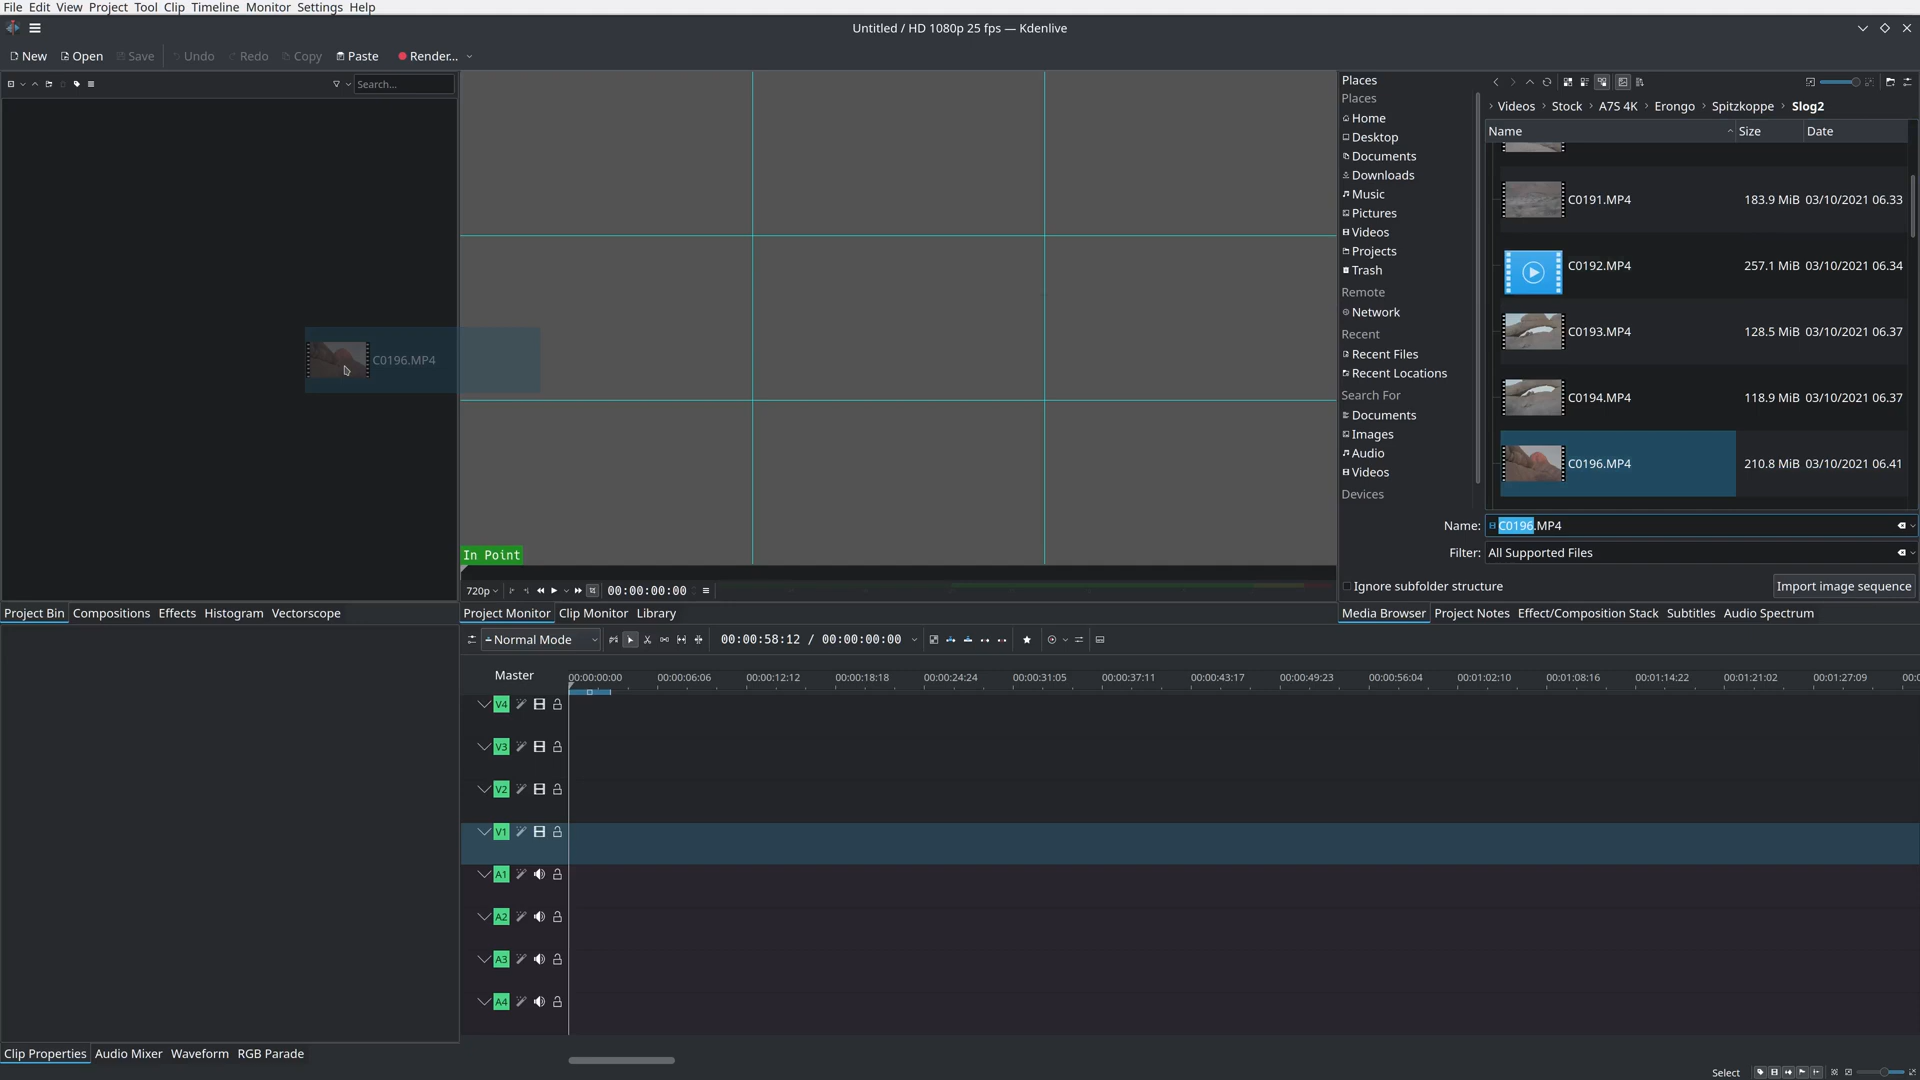 File Edit View Project Tool Clip Timeline Monitor Settings Help
Untitled / HD 1080p 25 fps — Kdenlive
New Open Save Undo Redo Copy Paste Render...
Search...
C0196.MP4
In Point
720p 00:00:00:00
Project Bin Compositions Effects Histogram Vectorscope
Project Monitor Clip Monitor Library
Places
Places
Home
Desktop
Documents
Downloads
Music
Pictures
Videos
Projects
Trash
Remote
Network
Recent
Recent Files
Recent Locations
Search For
Documents
Images
Audio
Videos
Devices
Videos Stock A7S 4K Erongo Spitzkoppe Slog2
Name Size Date
C0191.MP4 183.9 MiB 03/10/2021 06.33
C0192.MP4 257.1 MiB 03/10/2021 06.34
C0193.MP4 128.5 MiB 03/10/2021 06.37
C0194.MP4 118.9 MiB 03/10/2021 06.37
C0196.MP4 210.8 MiB 03/10/2021 06.41
Name: C0196.MP4
Filter: All Supported Files
Ignore subfolder structure Import image sequence
Media Browser Project Notes Effect/Composition Stack Subtitles Audio Spectrum
Normal Mode 00:00:58:12 / 00:00:00:00
Master 00:00:00:00 00:00:06:06 00:00:12:12 00:00:18:18 00:00:24:24 00:00:31:05 00:00:37:11 00:00:43:17 00:00:49:23 00:00:56:04 00:01:02:10 00:01:08:16 00:01:14:22 00:01:21:02 00:01:27:09 00:0
V4
V3
V2
V1
A1
A2
A3
A4
Clip Properties Audio Mixer Waveform RGB Parade
Select